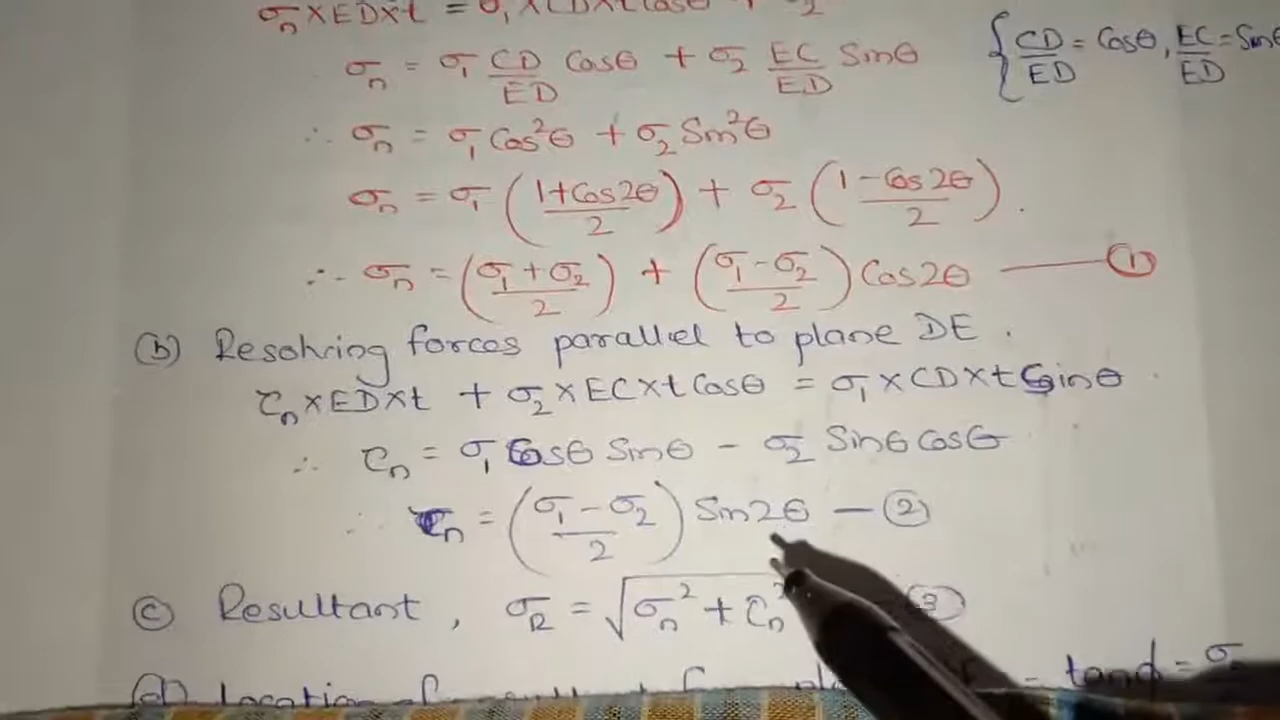 σn × ED × t = σ1 × CD × t cosθ + σ2
σn = σ1 CD/ED Cosθ + σ2 EC/ED Sinθ
{ CD/ED = Cosθ, EC/ED = Sinθ
∴ σn = σ1 Cos²θ + σ2 Sin²θ
σn = σ1 ( (1+Cos2θ)/2 ) + σ2 ( (1-Cos2θ)/2 ).
∴ σn = ( (σ1 + σ2)/2 ) + ( (σ1 - σ2)/2 ) Cos2θ — ①
(b) Resolving forces parallel to plane DE.
τn × ED × t + σ2 × EC × t Cosθ = σ1 × CD × t Sinθ
∴ τn = σ1 Cosθ Sinθ - σ2 Sinθ Cosθ
∴ τn = ( (σ1 - σ2)/2 ) Sin2θ — ②
ⓒ Resultant, σR = √(σn² + τn²) ③
(d) Location of
tanα = σ